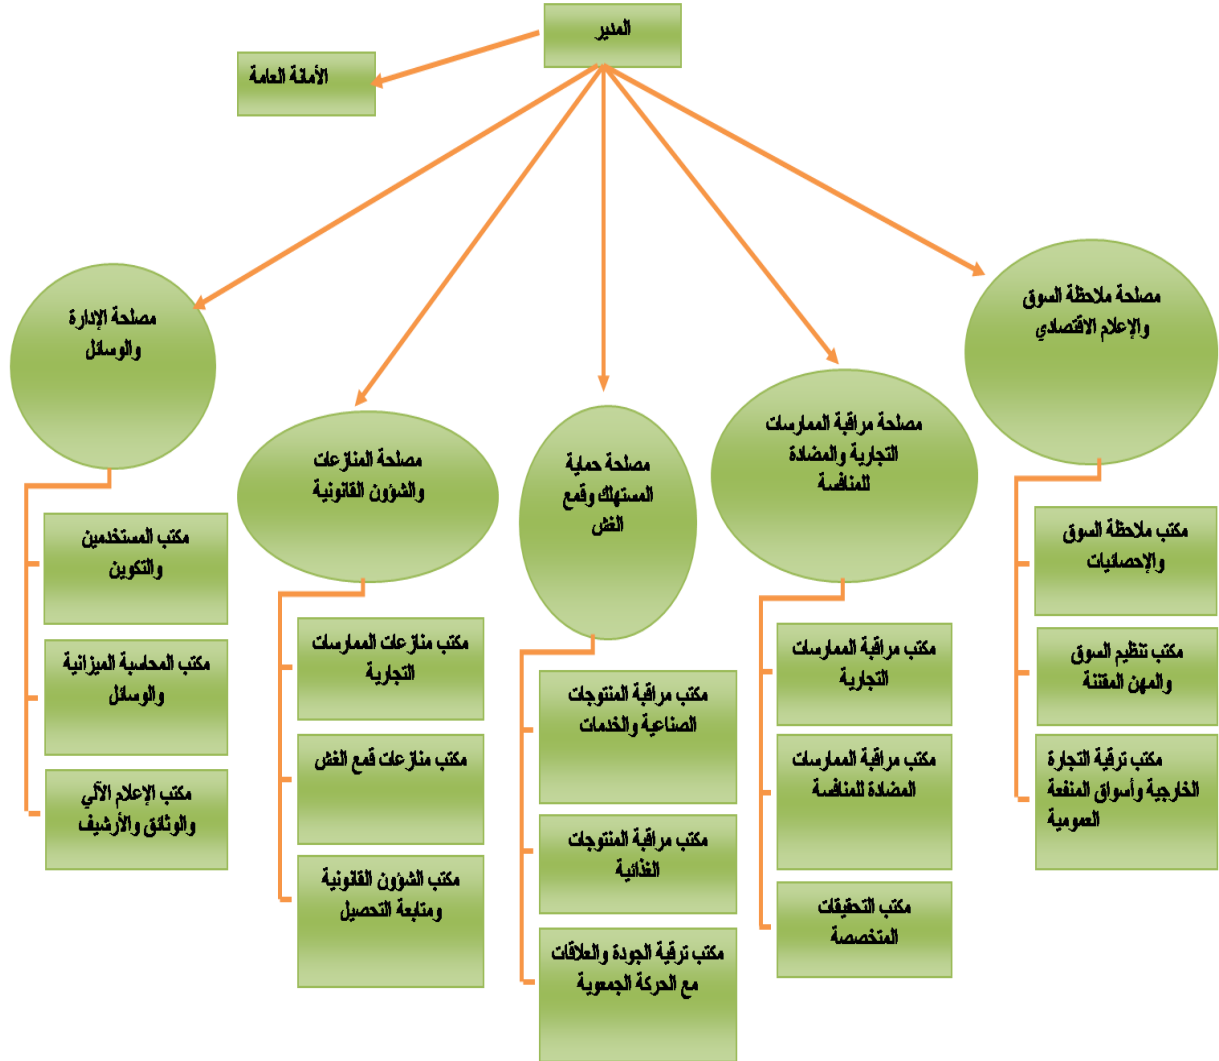 المدير
الأمانة العامة
مصلحة ملاحظة السوق
والإعلام الاقتصادي
مكتب ملاحظة السوق
والإحصائيات
مكتب تنظيم السوق
والمهن المقننة
مكتب ترقية التجارة
الخارجية وأسواق المنفعة
العمومية
مصلحة مراقبة الممارسات
التجارية والمضادة
للمنافسة
مكتب مراقبة الممارسات
التجارية
مكتب مراقبة الممارسات
المضادة للمنافسة
مكتب التحقيقات
المتخصصة
مصلحة حماية
المستهلك وقمع
الغش
مكتب مراقبة المنتوجات
الصناعية والخدمات
مكتب مراقبة المنتوجات
الغذائية
مكتب ترقية الجودة والعلاقات
مع الحركة الجمعوية
مصلحة المنازعات
والشؤون القانونية
مكتب منازعات الممارسات
التجارية
مكتب منازعات قمع الغش
مكتب الشؤون القانونية
ومتابعة التحصيل
مصلحة الإدارة
والوسائل
مكتب المستخدمين
والتكوين
مكتب المحاسبة الميزانية
والوسائل
مكتب الإعلام الآلي
والوثائق والأرشيف